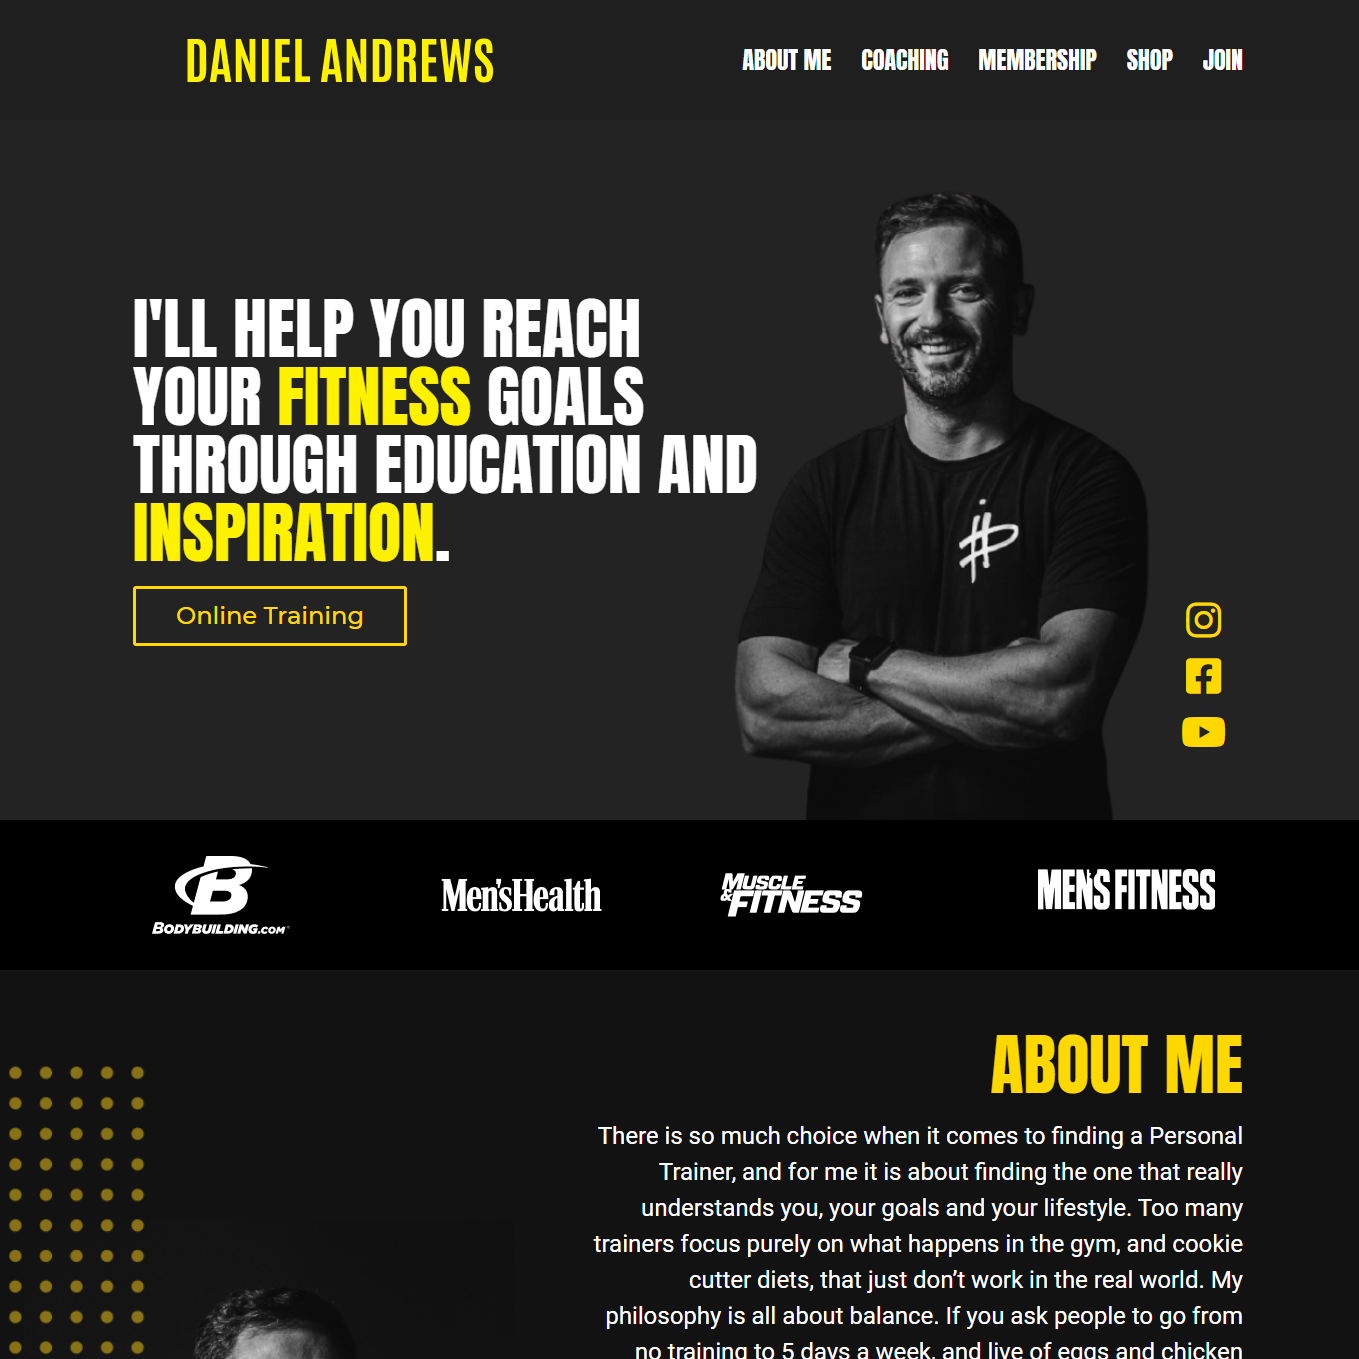 DANIEL ANDREWS
ABOUT ME COACHING MEMBERSHIP SHOP JOIN
I'LL HELP YOU REACH
YOUR FITNESS GOALS
THROUGH EDUCATION AND
INSPIRATION.
Online Training
B
BODYBUILDING.COM
Men'sHealth
MUSCLE
&FITNESS
MEN'S FITNESS
ABOUT ME
There is so much choice when it comes to finding a Personal
Trainer, and for me it is about finding the one that really
understands you, your goals and your lifestyle. Too many
trainers focus purely on what happens in the gym, and cookie
cutter diets, that just don’t work in the real world. My
philosophy is all about balance. If you ask people to go from
no training to 5 days a week, and live of eggs and chicken